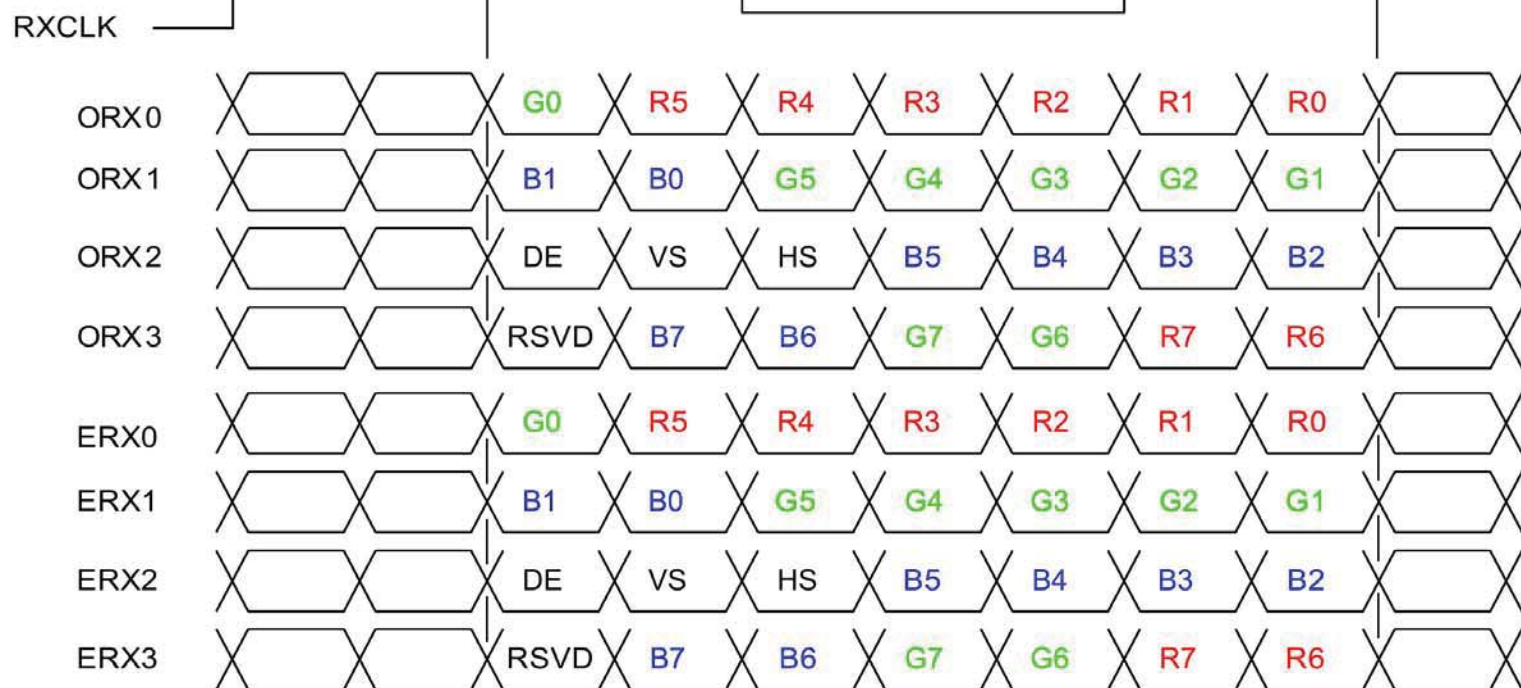 RXCLK
ORX0 G0 R5 R4 R3 R2 R1 R0
ORX1 B1 B0 G5 G4 G3 G2 G1
ORX2 DE VS HS B5 B4 B3 B2
ORX3 RSVD B7 B6 G7 G6 R7 R6
ERX0 G0 R5 R4 R3 R2 R1 R0
ERX1 B1 B0 G5 G4 G3 G2 G1
ERX2 DE VS HS B5 B4 B3 B2
ERX3 RSVD B7 B6 G7 G6 R7 R6